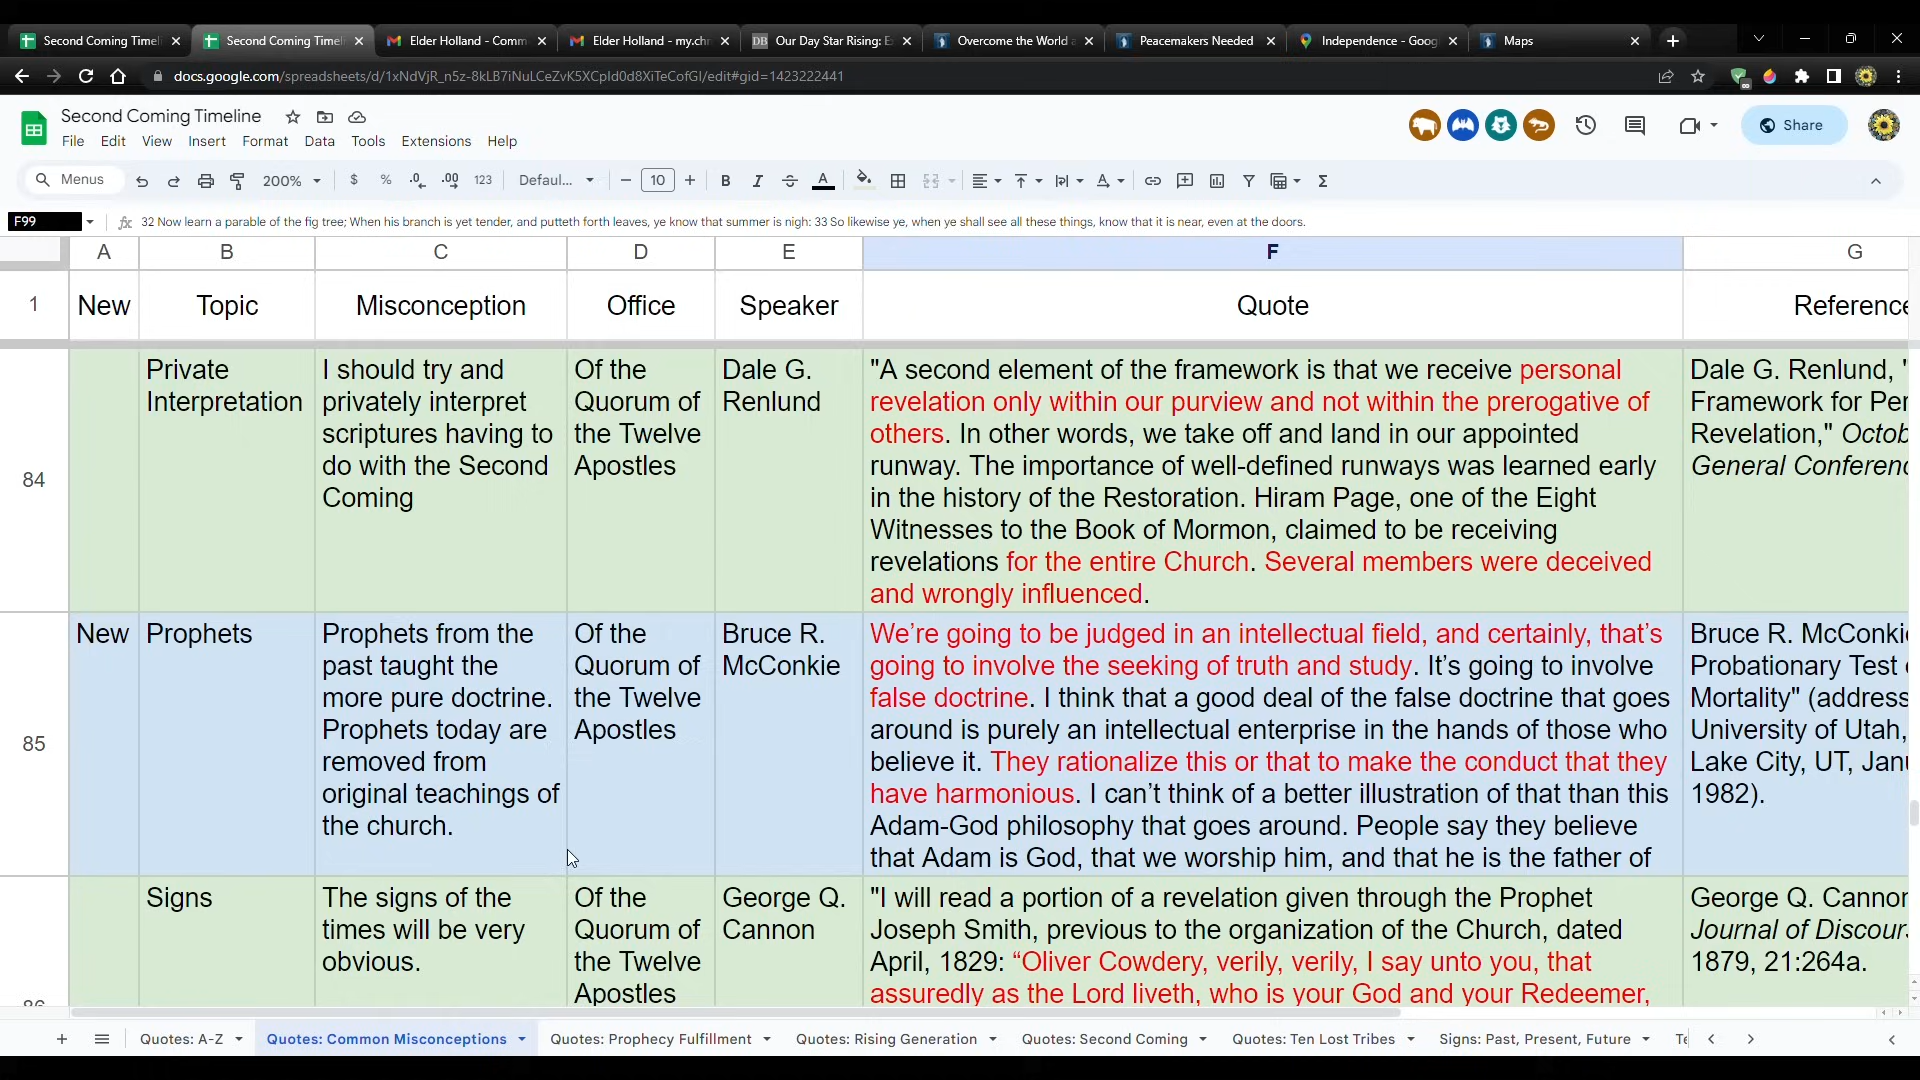 Second Coming Timeli
Second Coming Timeli
Elder Holland - Comm
Elder Holland - my.ch
DB Our Day Star Rising: E
Overcome the World a
Peacemakers Needed
Independence - Goog
Maps
docs.google.com/spreadsheets/d/1xNdVjR_n5z-8kLB7iNuLCeZvK5XCpld0d8XiTeCofGI/edit#gid=1423222441
Second Coming Timeline
File Edit View Insert Format Data Tools Extensions Help
Share
Menus
200%
$ % .0 .00 123
Defaul...
10
F99
32 Now learn a parable of the fig tree; When his branch is yet tender, and putteth forth leaves, ye know that summer is nigh: 33 So likewise ye, when ye shall see all these things, know that it is near, even at the doors.
A B C D E F G
1 New Topic Misconception Office Speaker Quote Reference
84
Private
Interpretation
I should try and
privately interpret
scriptures having to
do with the Second
Coming
Of the
Quorum of
the Twelve
Apostles
Dale G.
Renlund
"A second element of the framework is that we receive personal
revelation only within our purview and not within the prerogative of
others. In other words, we take off and land in our appointed
runway. The importance of well-defined runways was learned early
in the history of the Restoration. Hiram Page, one of the Eight
Witnesses to the Book of Mormon, claimed to be receiving
revelations for the entire Church. Several members were deceived
and wrongly influenced.
Dale G. Renlund, "
Framework for Per
Revelation," Octob
General Conferenc
85
New
Prophets
Prophets from the
past taught the
more pure doctrine.
Prophets today are
removed from
original teachings of
the church.
Of the
Quorum of
the Twelve
Apostles
Bruce R.
McConkie
We're going to be judged in an intellectual field, and certainly, that's
going to involve the seeking of truth and study. It's going to involve
false doctrine. I think that a good deal of the false doctrine that goes
around is purely an intellectual enterprise in the hands of those who
believe it. They rationalize this or that to make the conduct that they
have harmonious. I can't think of a better illustration of that than this
Adam-God philosophy that goes around. People say they believe
that Adam is God, that we worship him, and that he is the father of
Bruce R. McConkie
Probationary Test
Mortality" (address
University of Utah,
Lake City, UT, Janu
1982).
86
Signs
The signs of the
times will be very
obvious.
Of the
Quorum of
the Twelve
Apostles
George Q.
Cannon
"I will read a portion of a revelation given through the Prophet
Joseph Smith, previous to the organization of the Church, dated
April, 1829: “Oliver Cowdery, verily, verily, I say unto you, that
assuredly as the Lord liveth, who is your God and your Redeemer,
George Q. Cannon
Journal of Discour
1879, 21:264a.
Quotes: A-Z
Quotes: Common Misconceptions
Quotes: Prophecy Fulfillment
Quotes: Rising Generation
Quotes: Second Coming
Quotes: Ten Lost Tribes
Signs: Past, Present, Future
Te